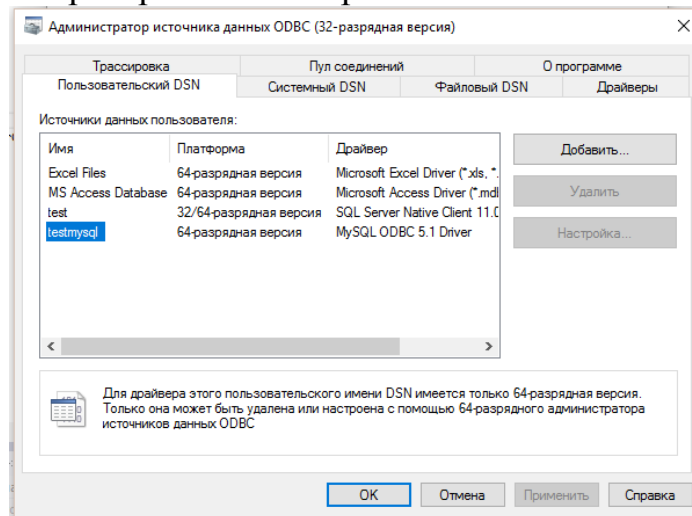 Администратор источника данных ODBC (32-разрядная версия)
Трассировка Пул соединений О программе
Пользовательский DSN Системный DSN Файловый DSN Драйверы
Источники данных пользователя:
Имя Платформа Драйвер
Excel Files 64-разрядная версия Microsoft Excel Driver (*.xls, *.
MS Access Database 64-разрядная версия Microsoft Access Driver (*.mdl
test 32/64-разрядная версия SQL Server Native Client 11.0
testmysql 64-разрядная версия MySQL ODBC 5.1 Driver
Добавить...
Удалить
Настройка...
Для драйвера этого пользовательского имени DSN имеется только 64-разрядная версия.
Только она может быть удалена или настроена с помощью 64-разрядного администратора
источников данных ODBC
OK Отмена Применить Справка